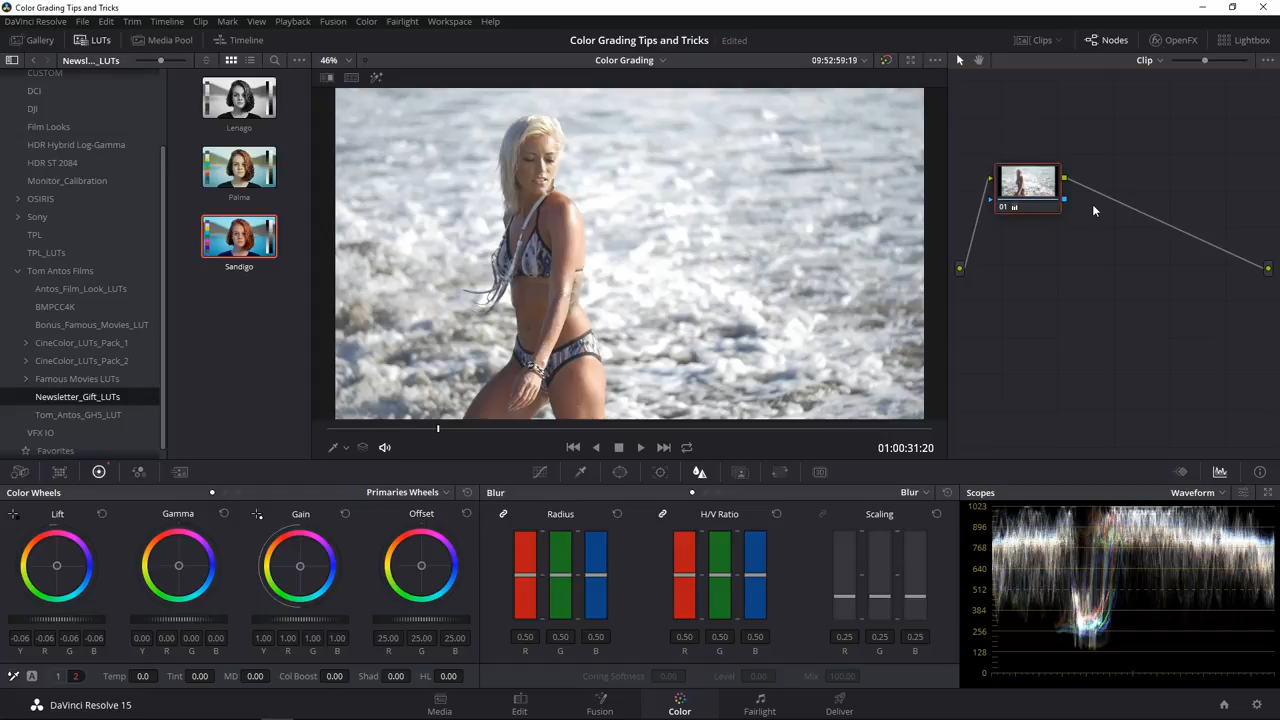 Color Grading Tips and Tricks
DaVinci Resolve File Edit Trim Timeline Clip Mark View Playback Fusion Color Fairlight Workspace Help
Gallery LUTs Media Pool Timeline Color Grading Tips and Tricks Edited Clips Nodes OpenFX Lightbox
Newsl..._LUTs 46% Color Grading 09:52:59:19 Clip
CUSTOM
DCI
DJI
Film Looks
HDR Hybrid Log-Gamma
HDR ST 2084
Monitor_Calibration
OSIRIS
Sony
TPL
TPL_LUTs
Tom Antos Films
Antos_Film_Look_LUTs
BMPCC4K
Bonus_Famous_Movies_LUT
CineColor_LUTs_Pack_1
CineColor_LUTs_Pack_2
Famous Movies LUTs
Newsletter_Gift_LUTs
Tom_Antos_GH5_LUT
VFX IO
Favorites
Lenago
Palma
Sandigo
01
01:00:31:20
Color Wheels Primaries Wheels Blur Blur Scopes Waveform
Lift Gamma Gain Offset Radius H/V Ratio Scaling
1023
896
768
640
512
384
256
128
0
-0.06 -0.06 -0.06 -0.06 0.00 0.00 0.00 0.00 1.00 1.00 1.00 1.00 25.00 25.00 25.00 0.50 0.50 0.50 0.50 0.50 0.50 0.25 0.25 0.25
Y R G B Y R G B Y R G B R G B R G B R G B R G B
A 1 2 Temp 0.0 Tint 0.00 MD 0.00 Col Boost 0.00 Shad 0.00 HL 0.00 Coring Softness 0.00 Level 0.00 Mix 100.00
DaVinci Resolve 15 Media Edit Fusion Color Fairlight Deliver